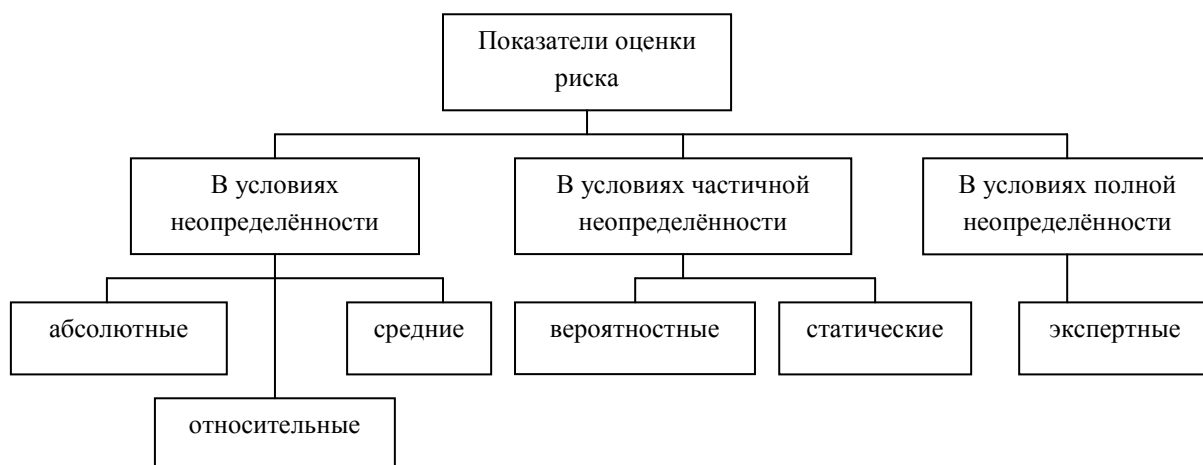 Показатели оценки
риска
В условиях
неопределённости
В условиях частичной
неопределённости
В условиях полной
неопределённости
абсолютные
средние
вероятностные
статические
экспертные
относительные